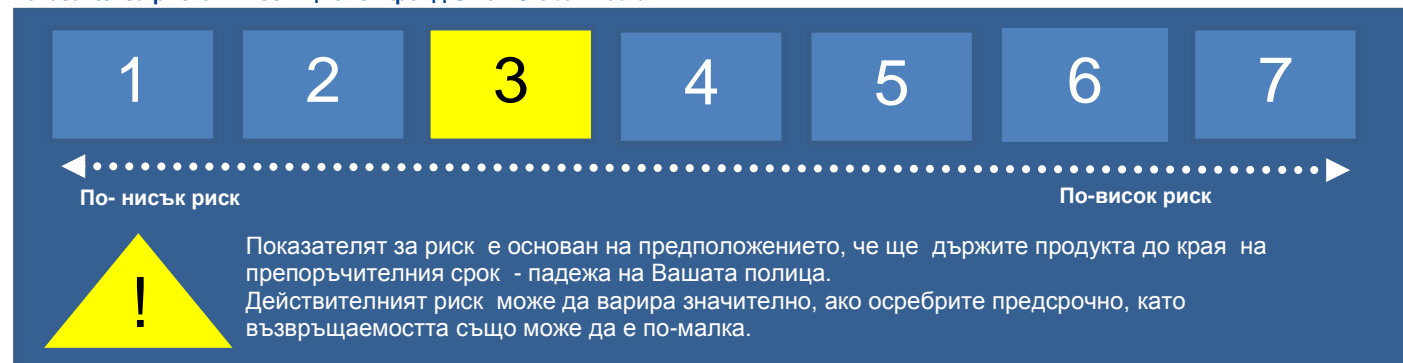 1 2 3 4 5 6 7
По- нисък риск По-висок риск
Показателят за риск е основан на предположението, че ще държите продукта до края на
препоръчителния срок - падежа на Вашата полица.
!
Действителният риск може да варира значително, ако осребрите предсрочно, като
възвръщаемостта също може да е по-малка.